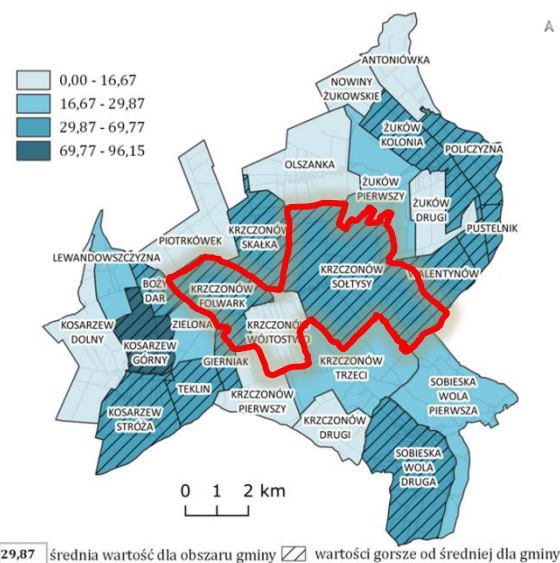 A
0,00 - 16,67
16,67 - 29,87
29,87 - 69,77
69,77 - 96,15
ANTONIÓWKA
NOWINY
ŻUKOWSKIE
ŻUKÓW
KOLONIA
POLICZYZNA
OLSZANKA
ŻUKÓW
PIERWSZY
ŻUKÓW
DRUGI
PUSTELNIK
KRZCZONÓW
SKAŁKA
PIOTRKÓWEK
LEWANDOWSZCZYZNA
KRZCZONÓW
SOŁTYSY
WALENTYNÓW
BOŻY
DAR
KRZCZONÓW
FOLWARK
KOSARZEW
DOLNY
ZIELONA
KRZCZONÓW
WÓJTOSTWO
KOSARZEW
GÓRNY
GIERNIAK
KRZCZONÓW
TRZECI
TEKLIN
KRZCZONÓW
PIERWSZY
SOBIESKA
WOLA
PIERWSZA
KOSARZEW
STRÓŻA
KRZCZONÓW
DRUGI
SOBIESKA
WOLA
DRUGA
0 1 2 km
29,87 średnia wartość dla obszaru gminy wartości gorsze od średniej dla gminy